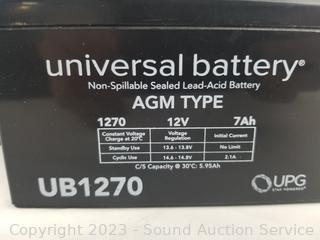 universal battery®
Non-Spillable Sealed Lead-Acid Battery
AGM TYPE
1270 12V 7Ah
Constant Voltage Charge at 20°C Voltage Regulation Initial Current
Standby Use 13.6 - 13.8V No Limit
Cyclic Use 14.6 - 14.8V 2.1A
C/5 Capacity @ 30°C: 5.95Ah
UB1270
UPG
STAY POWERED
Copyright 2023 - Sound Auction Service